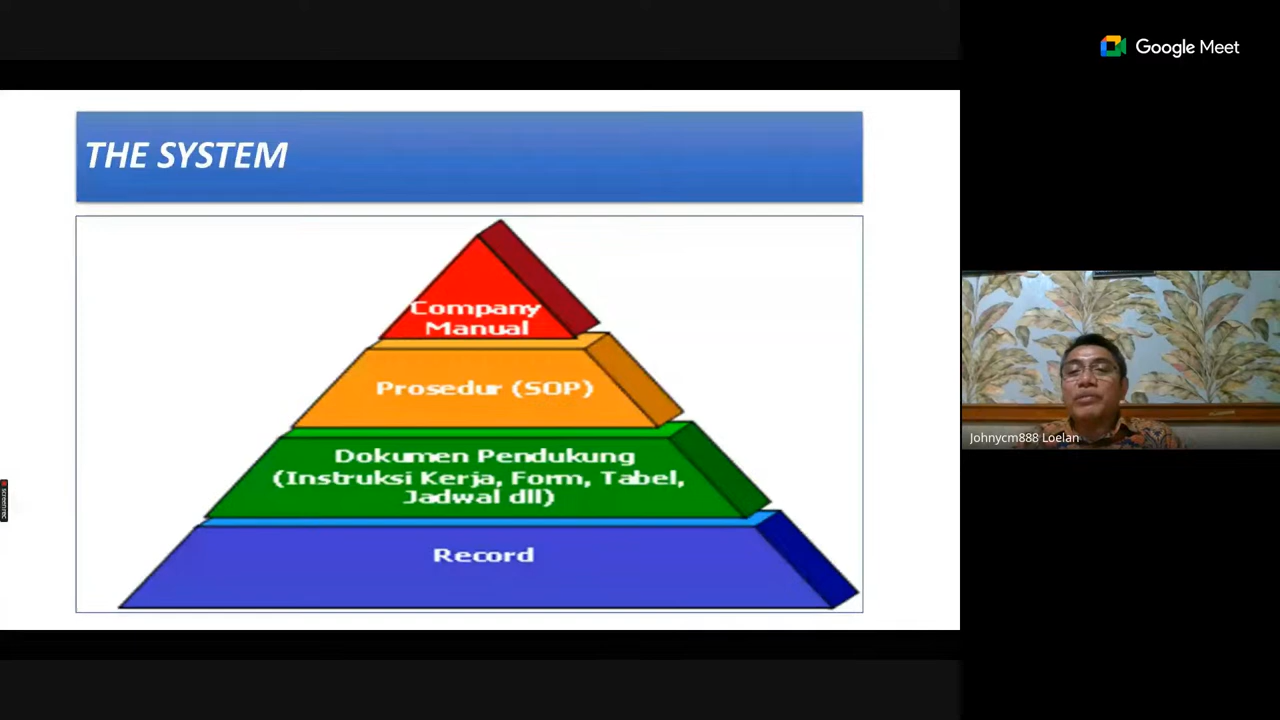 Google Meet
THE SYSTEM
Company
Manual
Prosedur (SOP)
Dokumen Pendukung
(Instruksi Kerja, Form, Tabel,
Jadwal dll)
Record
Johnycm888 Loelan
screenrec